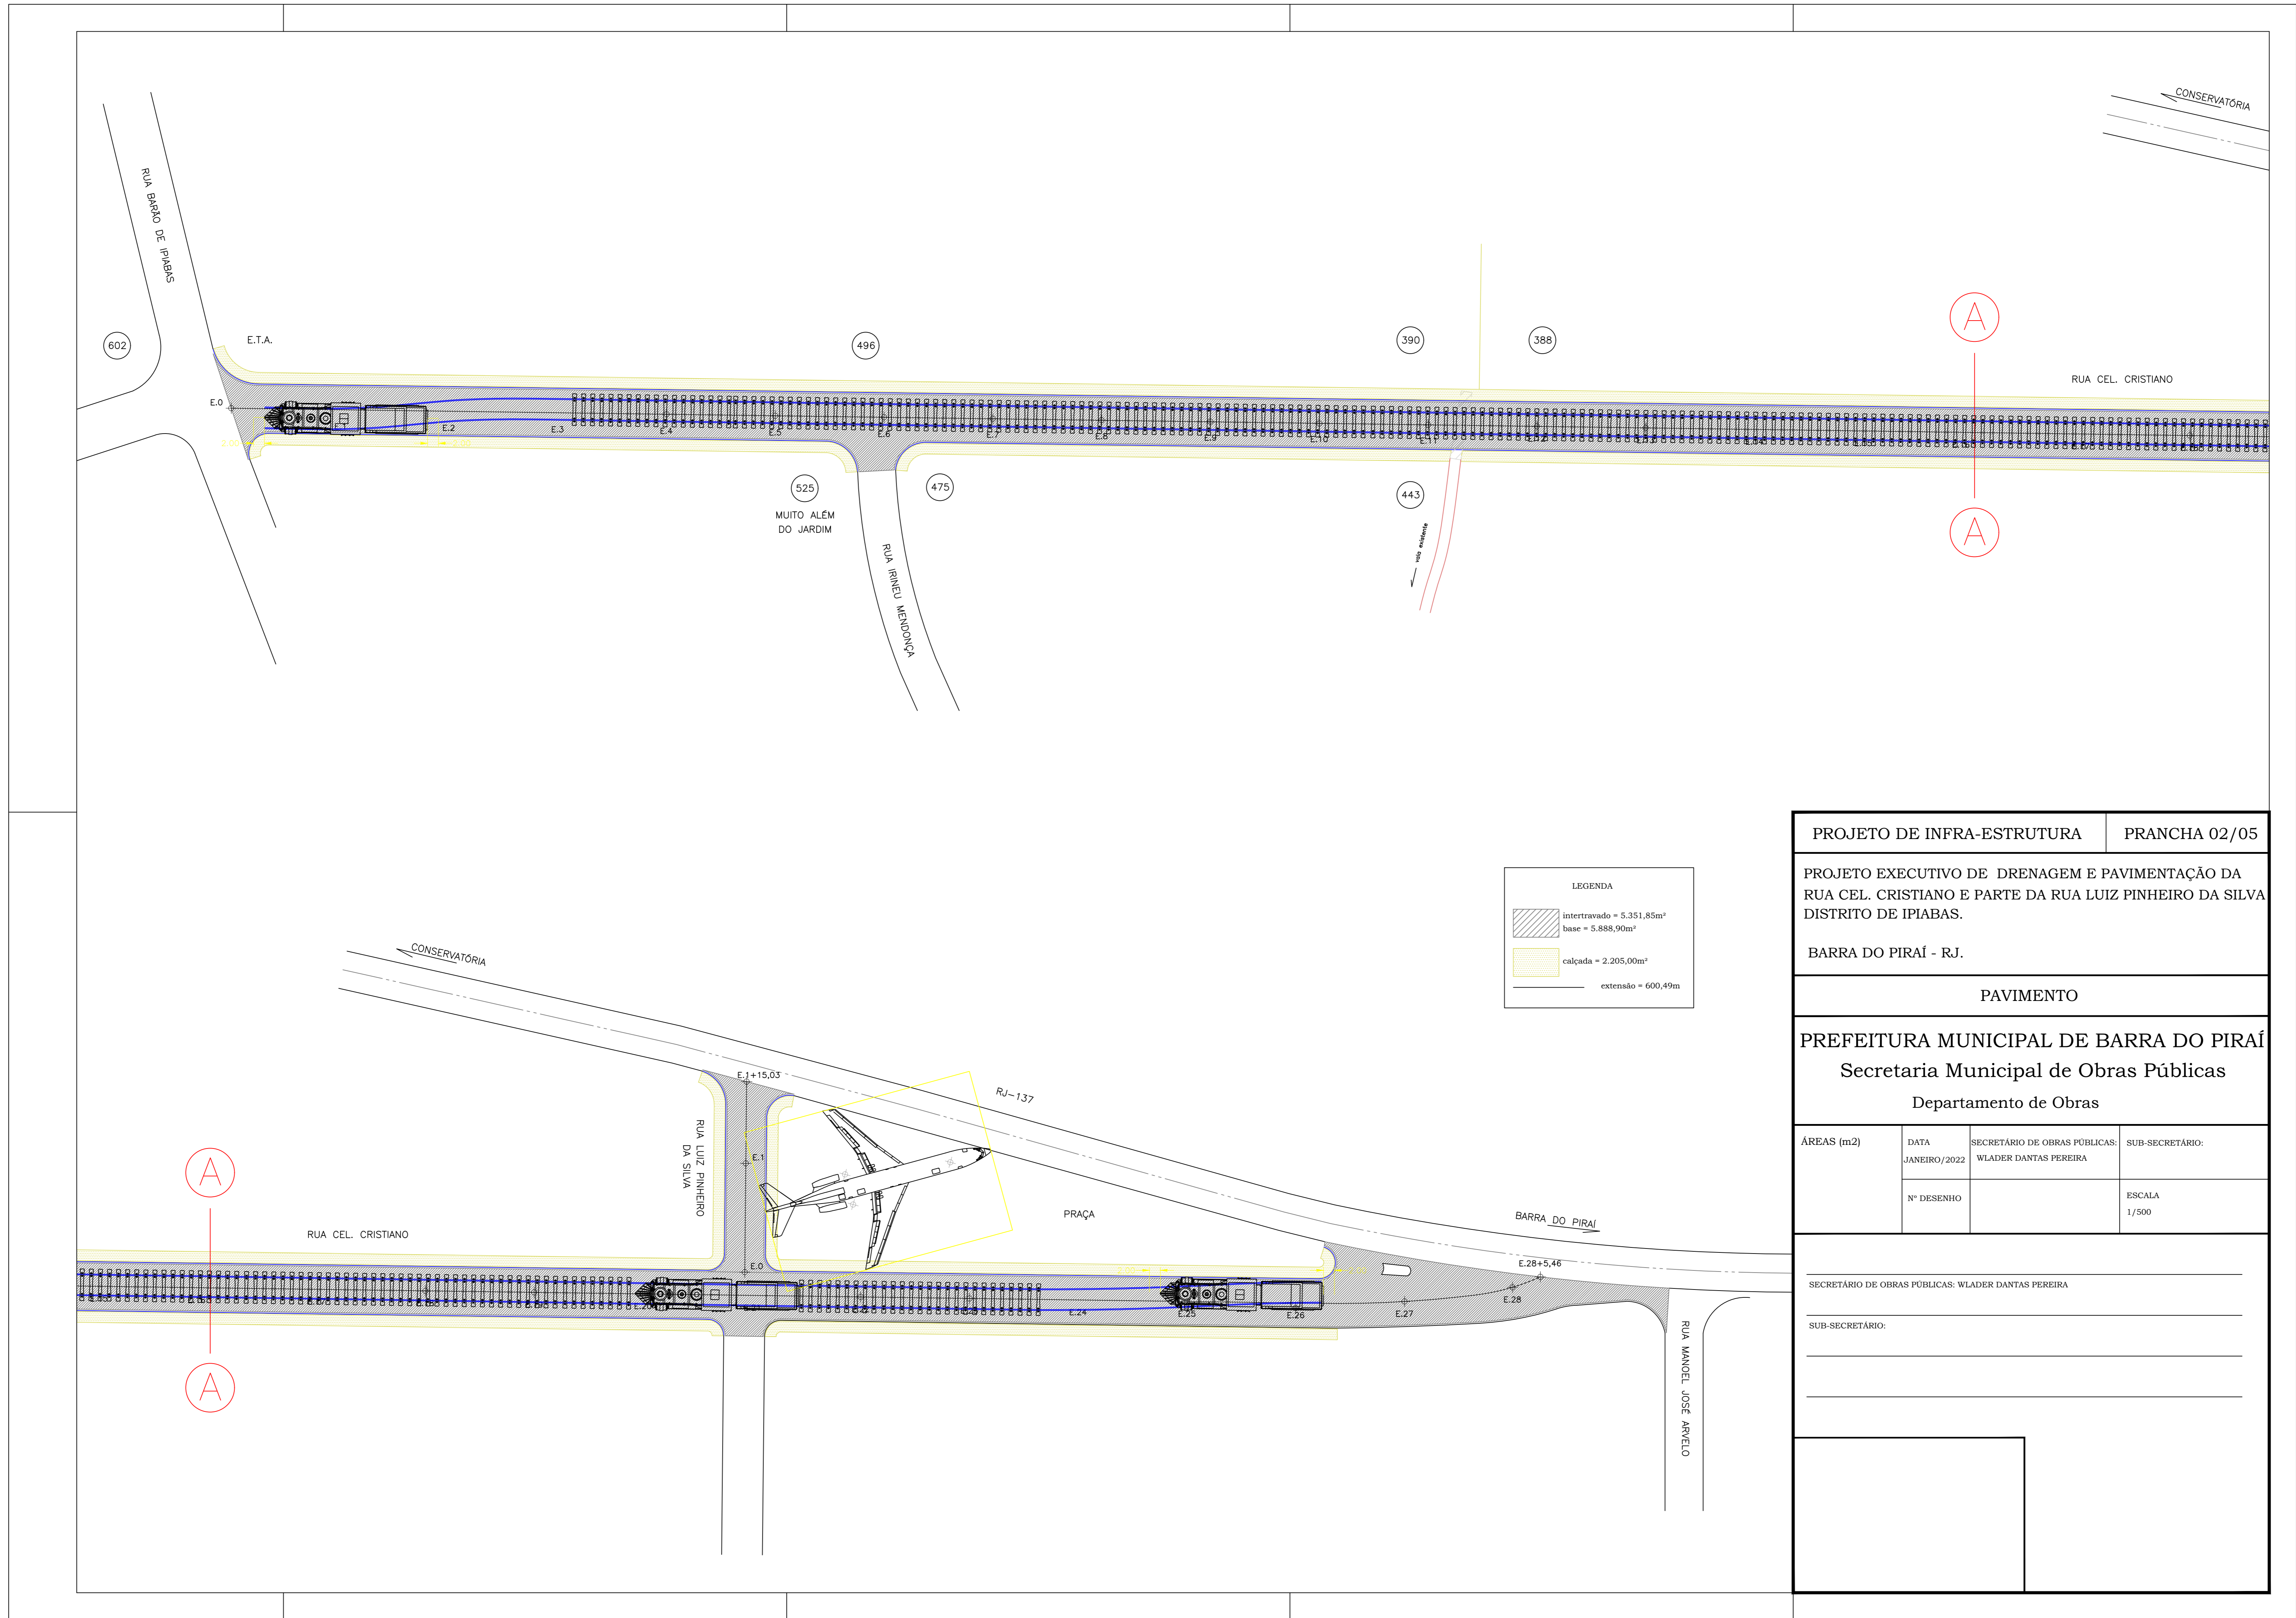 CONSERVATÓRIA
RUA BARÃO DE IPIABAS
602
E.T.A.
496
390
388
A
RUA CEL. CRISTIANO
E.0
E.2
E.3
E.4
E.5
E.6
E.7
E.8
E.9
E.10
E.11
E.12
2.00
525
MUITO ALÉM
DO JARDIM
475
RUA IRINEU MENDONÇA
443
vala existente
A
LEGENDA
intertravado = 5.351,85m²
base = 5.888,90m²
calçada = 2.205,00m²
extensão = 600,49m
CONSERVATÓRIA
E.1+15,03
RJ-137
RUA LUIZ PINHEIRO
DA SILVA
E.1
A
PRAÇA
BARRA DO PIRAÍ
RUA CEL. CRISTIANO
E.0
E.28+5,46
E.24
E.25
E.26
E.27
E.28
A
RUA MANOEL JOSÉ ARVELO
PROJETO DE INFRA-ESTRUTURA
PRANCHA 02/05
PROJETO EXECUTIVO DE DRENAGEM E PAVIMENTAÇÃO DA
RUA CEL. CRISTIANO E PARTE DA RUA LUIZ PINHEIRO DA SILVA
DISTRITO DE IPIABAS.
BARRA DO PIRAÍ - RJ.
PAVIMENTO
PREFEITURA MUNICIPAL DE BARRA DO PIRAÍ
Secretaria Municipal de Obras Públicas
Departamento de Obras
ÁREAS (m2)
DATA
JANEIRO/2022
SECRETÁRIO DE OBRAS PÚBLICAS:
WLADER DANTAS PEREIRA
SUB-SECRETÁRIO:
Nº DESENHO
ESCALA
1/500
SECRETÁRIO DE OBRAS PÚBLICAS: WLADER DANTAS PEREIRA
SUB-SECRETÁRIO: